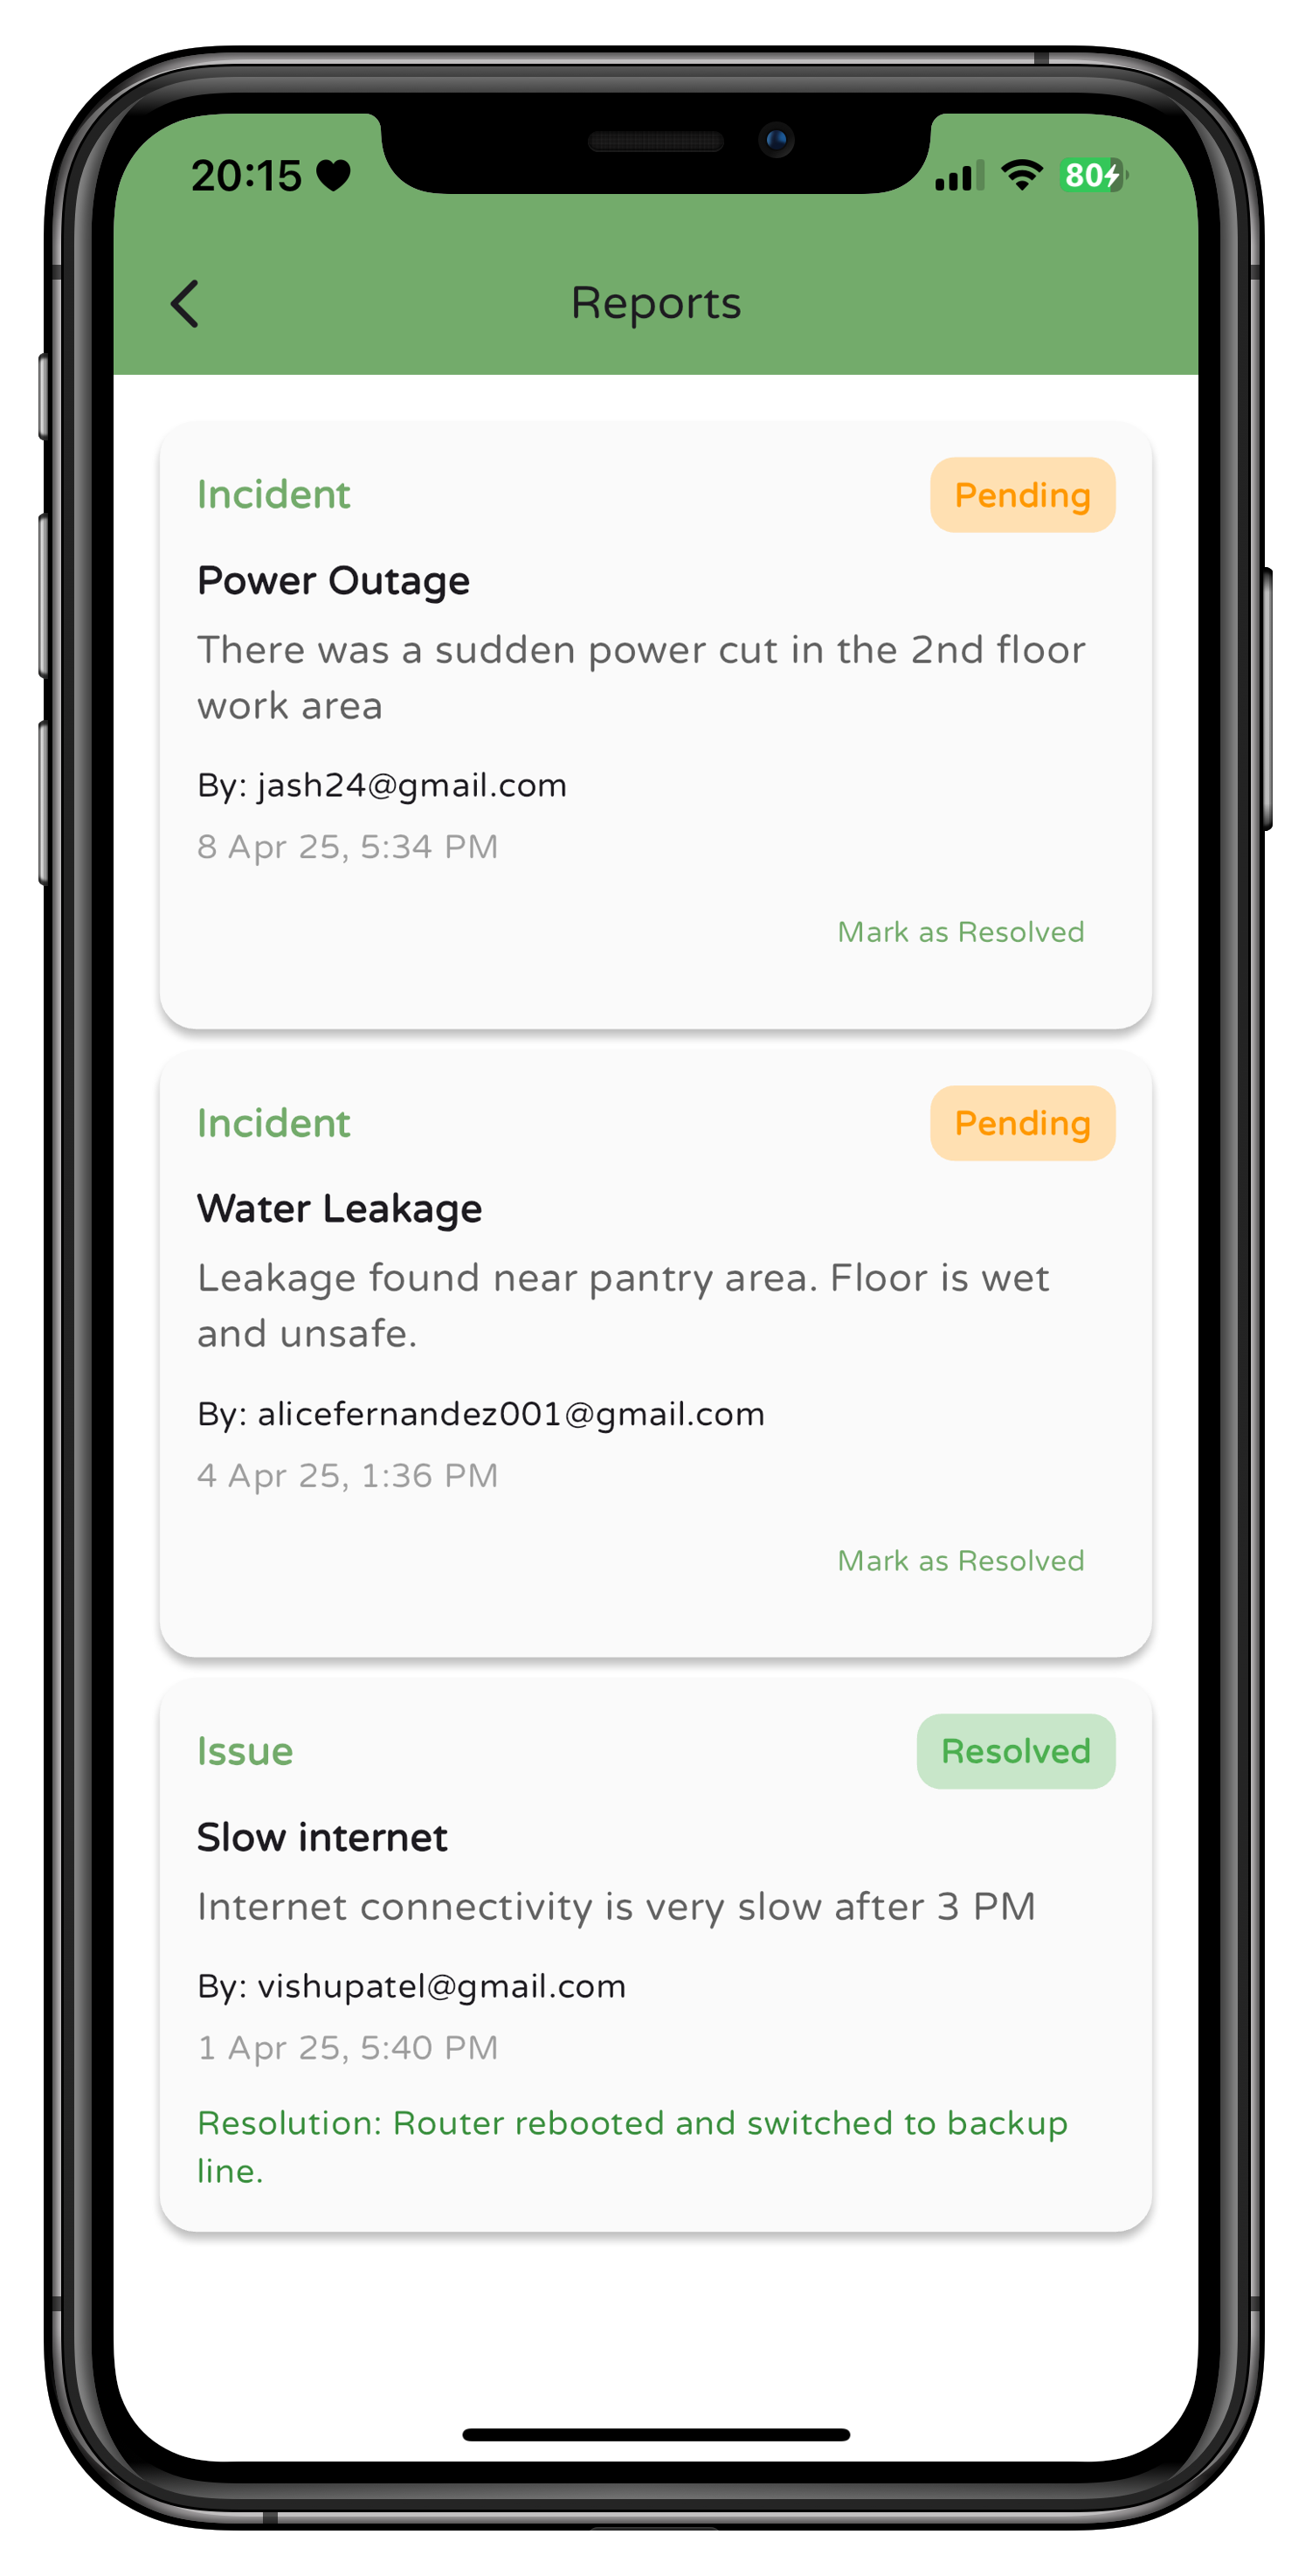 20:15
80
Reports
Incident
Pending
Power Outage
There was a sudden power cut in the 2nd floor
work area
By: jash24@gmail.com
8 Apr 25, 5:34 PM
Mark as Resolved
Incident
Pending
Water Leakage
Leakage found near pantry area. Floor is wet
and unsafe.
By: alicefernandez001@gmail.com
4 Apr 25, 1:36 PM
Mark as Resolved
Issue
Resolved
Slow internet
Internet connectivity is very slow after 3 PM
By: vishupatel@gmail.com
1 Apr 25, 5:40 PM
Resolution: Router rebooted and switched to backup
line.